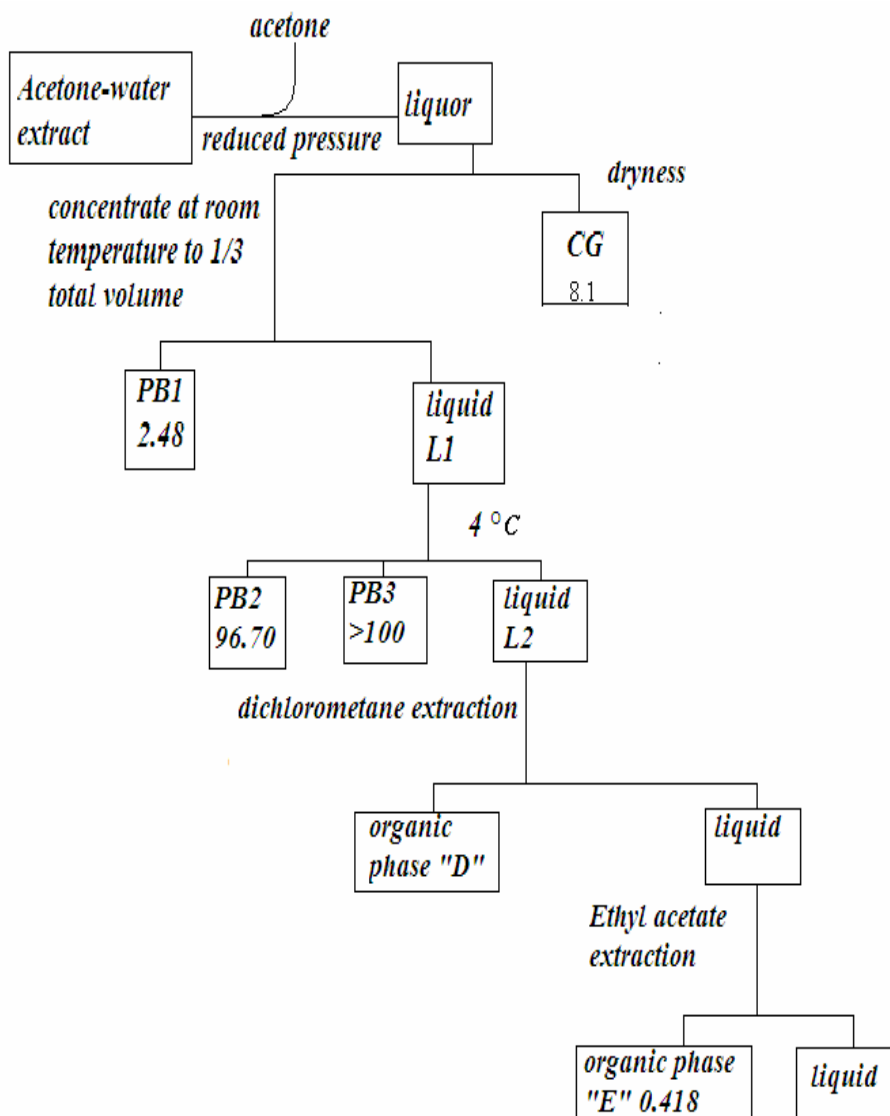 acetone
Acetone-water
extract
reduced pressure
liquor
dryness
concentrate at room
temperature to 1/3
total volume
CG
8.1
PB1
2.48
liquid
L1
4 °C
PB2
96.70
PB3
>100
liquid
L2
dichlorometane extraction
organic
phase "D"
liquid
Ethyl acetate
extraction
organic phase
"E" 0.418
liquid